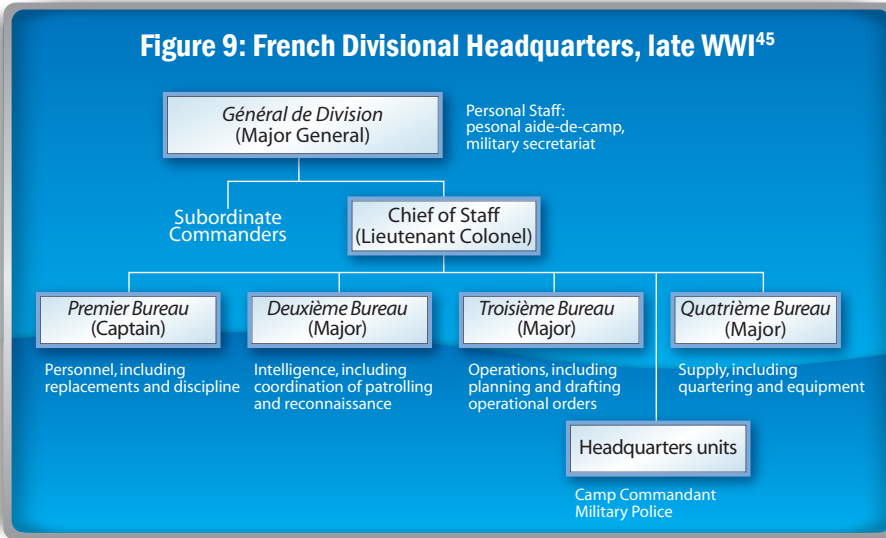 Figure 9: French Divisional Headquarters, late WWI45
Général de Division
(Major General)
Personal Staff:
pesonal aide-de-camp,
military secretariat
Subordinate
Commanders
Chief of Staff
(Lieutenant Colonel)
Premier Bureau
(Captain)
Personnel, including
replacements and discipline
Deuxième Bureau
(Major)
Intelligence, including
coordination of patrolling
and reconnaissance
Troisième Bureau
(Major)
Operations, including
planning and drafting
operational orders
Quatrième Bureau
(Major)
Supply, including
quartering and equipment
Headquarters units
Camp Commandant
Military Police